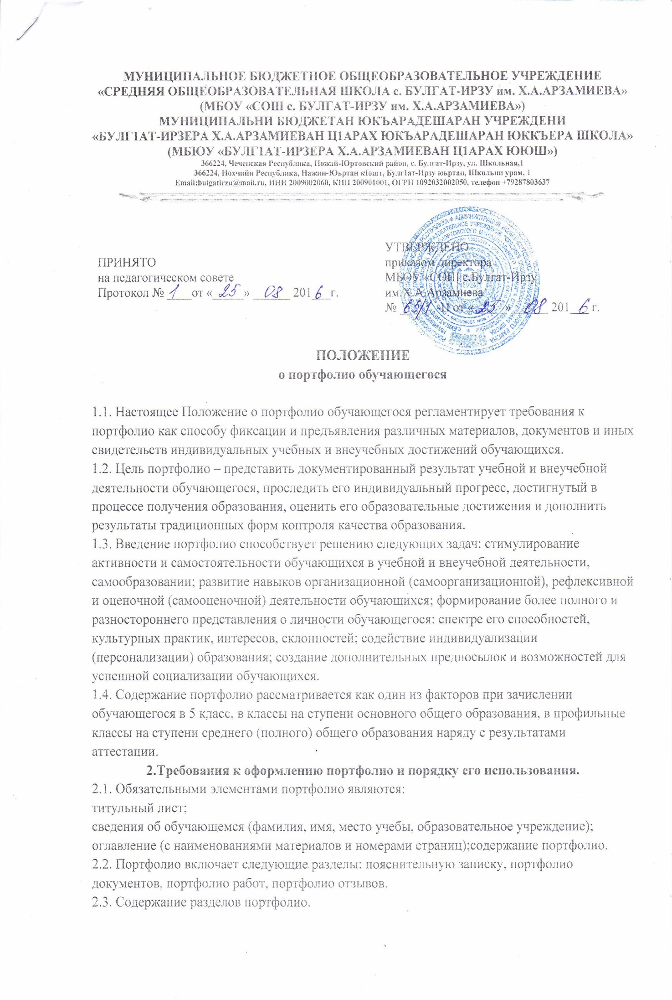 МУНИЦИПАЛЬНОЕ БЮДЖЕТНОЕ ОБЩЕОБРАЗОВАТЕЛЬНОЕ УЧРЕЖДЕНИЕ
«СРЕДНЯЯ ОБЩЕОБРАЗОВАТЕЛЬНАЯ ШКОЛА с. БУЛГАТ-ИРЗУ им. Х.А.АРЗАМИЕВА»
(МБОУ «СОШ с. БУЛГАТ-ИРЗУ им. Х.А.АРЗАМИЕВА»)
МУНИЦИПАЛЬНИ БЮДЖЕТАН ЮКЪАРАДЕШАРАН УЧРЕЖДЕНИ
«БУЛГ1АТ-ИРЗЕРА Х.А.АРЗАМИЕВАН Ц1АРАХ ЮКЪАРАДЕШАРАН ЮККЪЕРА ШКОЛА»
(МБЮУ «БУЛГ1АТ-ИРЗЕРА Х.А.АРЗАМИЕВАН Ц1АРАХ ЮЮШ»)
366224, Чеченская Республика, Ножай-Юртовский район, с. Булгат-Ирзу, ул. Школьная,1
366224, Нохчийн Республика, Нажин-Юьртан кIошт, Булг1ат-Ирзу юьртан, Школьни урам, 1
Email:bulgatirzu@mail.ru, ИНН 2009002060, КПП 200901001, ОГРН 1092032002050, телефон +79287803637
ПРИНЯТО
на педагогическом совете
Протокол № 1 от « 25 » 08 2016 г.
УТВЕРЖДЕНО
приказом директора
МБОУ «СОШ с.Булгат-Ирзу
им.Х.А.Арзамиева
№ 65/1 -П от « 25 » 08 2016 г.
ПОЛОЖЕНИЕ
о портфолио обучающегося
1.1. Настоящее Положение о портфолио обучающегося регламентирует требования к
портфолио как способу фиксации и предъявления различных материалов, документов и иных
свидетельств индивидуальных учебных и внеучебных достижений обучающихся.
1.2. Цель портфолио – представить документированный результат учебной и внеучебной
деятельности обучающегося, проследить его индивидуальный прогресс, достигнутый в
процессе получения образования, оценить его образовательные достижения и дополнить
результаты традиционных форм контроля качества образования.
1.3. Введение портфолио способствует решению следующих задач: стимулирование
активности и самостоятельности обучающихся в учебной и внеучебной деятельности,
самообразовании; развитие навыков организационной (самоорганизационной), рефлексивной
и оценочной (самооценочной) деятельности обучающихся; формирование более полного и
разностороннего представления о личности обучающегося: спектре его способностей,
культурных практик, интересов, склонностей; содействие индивидуализации
(персонализации) образования; создание дополнительных предпосылок и возможностей для
успешной социализации обучающихся.
1.4. Содержание портфолио рассматривается как один из факторов при зачислении
обучающегося в 5 класс, в классы на ступени основного общего образования, в профильные
классы на ступени среднего (полного) общего образования наряду с результатами
аттестации.
2.Требования к оформлению портфолио и порядку его использования.
2.1. Обязательными элементами портфолио являются:
титульный лист;
сведения об обучающемся (фамилия, имя, место учебы, образовательное учреждение);
оглавление (с наименованиями материалов и номерами страниц);содержание портфолио.
2.2. Портфолио включает следующие разделы: пояснительную записку, портфолио
документов, портфолио работ, портфолио отзывов.
2.3. Содержание разделов портфолио.